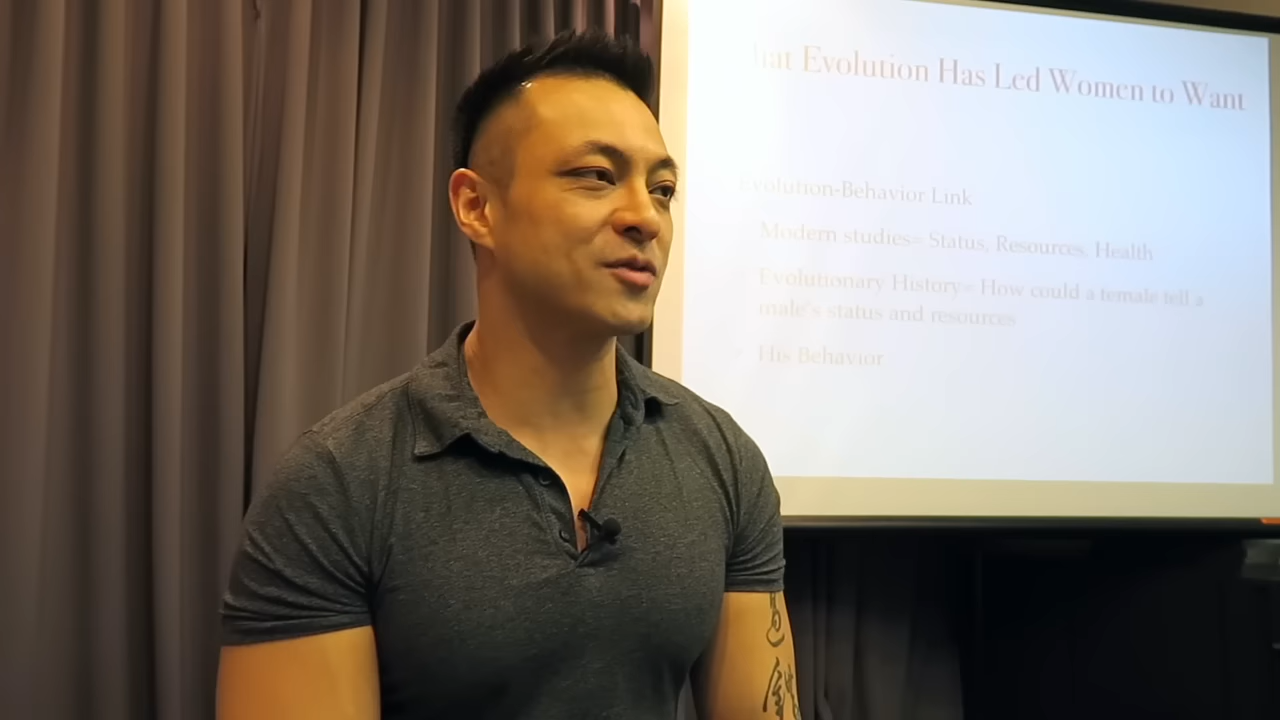 hat Evolution Has Led Women to Want
Evolution-Behavior Link
Modern studies= Status, Resources, Health
Evolutionary History= How could a female tell a
male's status and resources
His Behavior